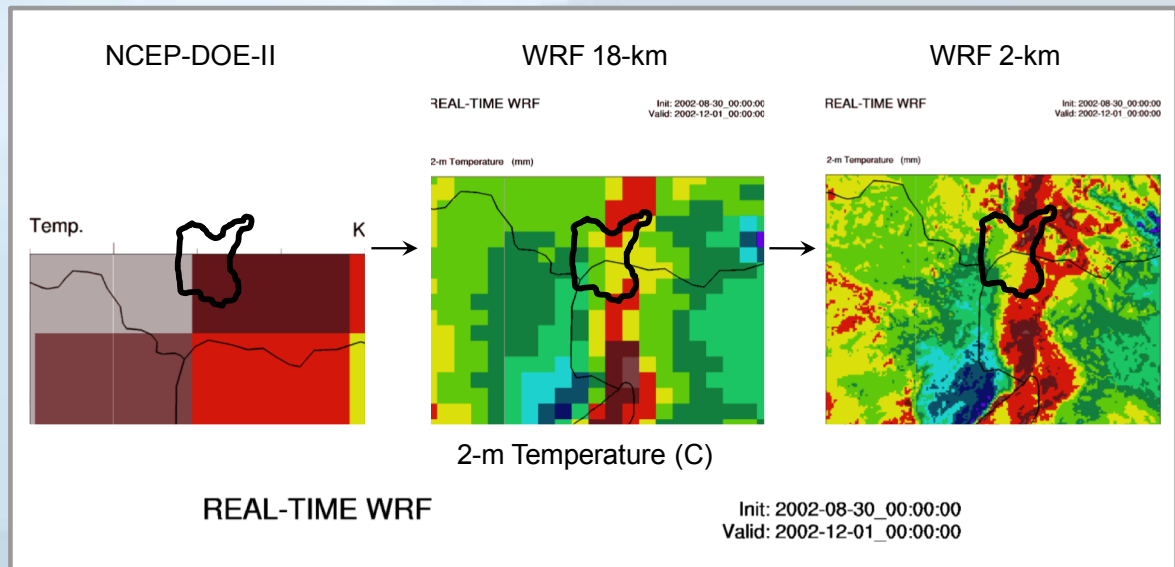 NCEP-DOE-II
WRF 18-km
WRF 2-km
REAL-TIME WRF
Init: 2002-08-30_00:00:00
Valid: 2002-12-01_00:00:00
REAL-TIME WRF
Init: 2002-08-30_00:00:00
Valid: 2002-12-01_00:00:00
2-m Temperature (mm)
2-m Temperature (mm)
Temp.
K
2-m Temperature (C)
REAL-TIME WRF
Init: 2002-08-30_00:00:00
Valid: 2002-12-01_00:00:00